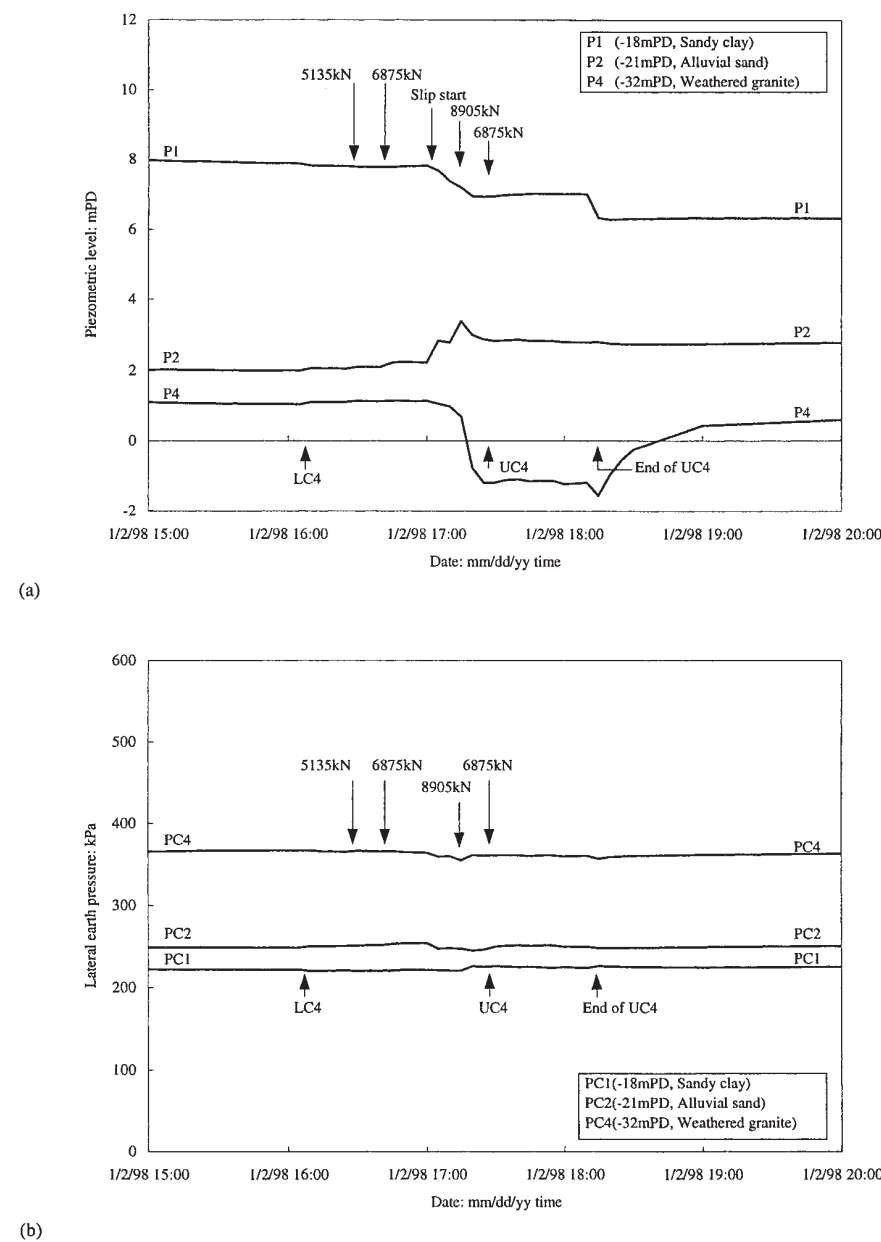 12
10
8
6
4
2
0
-2
Piezometric level: mPD
P1 (-18mPD, Sandy clay)
P2 (-21mPD, Alluvial sand)
P4 (-32mPD, Weathered granite)
5135kN
6875kN
Slip start
8905kN
6875kN
P1
P1
P2
P2
P4
P4
LC4
UC4
End of UC4
1/2/98 15:00
1/2/98 16:00
1/2/98 17:00
1/2/98 18:00
1/2/98 19:00
1/2/98 20:00
Date: mm/dd/yy time
(a)
600
500
400
300
200
100
0
Lateral earth pressure: kPa
5135kN
6875kN
8905kN
6875kN
PC4
PC4
PC2
PC2
PC1
PC1
LC4
UC4
End of UC4
PC1(-18mPD, Sandy clay)
PC2(-21mPD, Alluvial sand)
PC4(-32mPD, Weathered granite)
1/2/98 15:00
1/2/98 16:00
1/2/98 17:00
1/2/98 18:00
1/2/98 19:00
1/2/98 20:00
Date: mm/dd/yy time
(b)